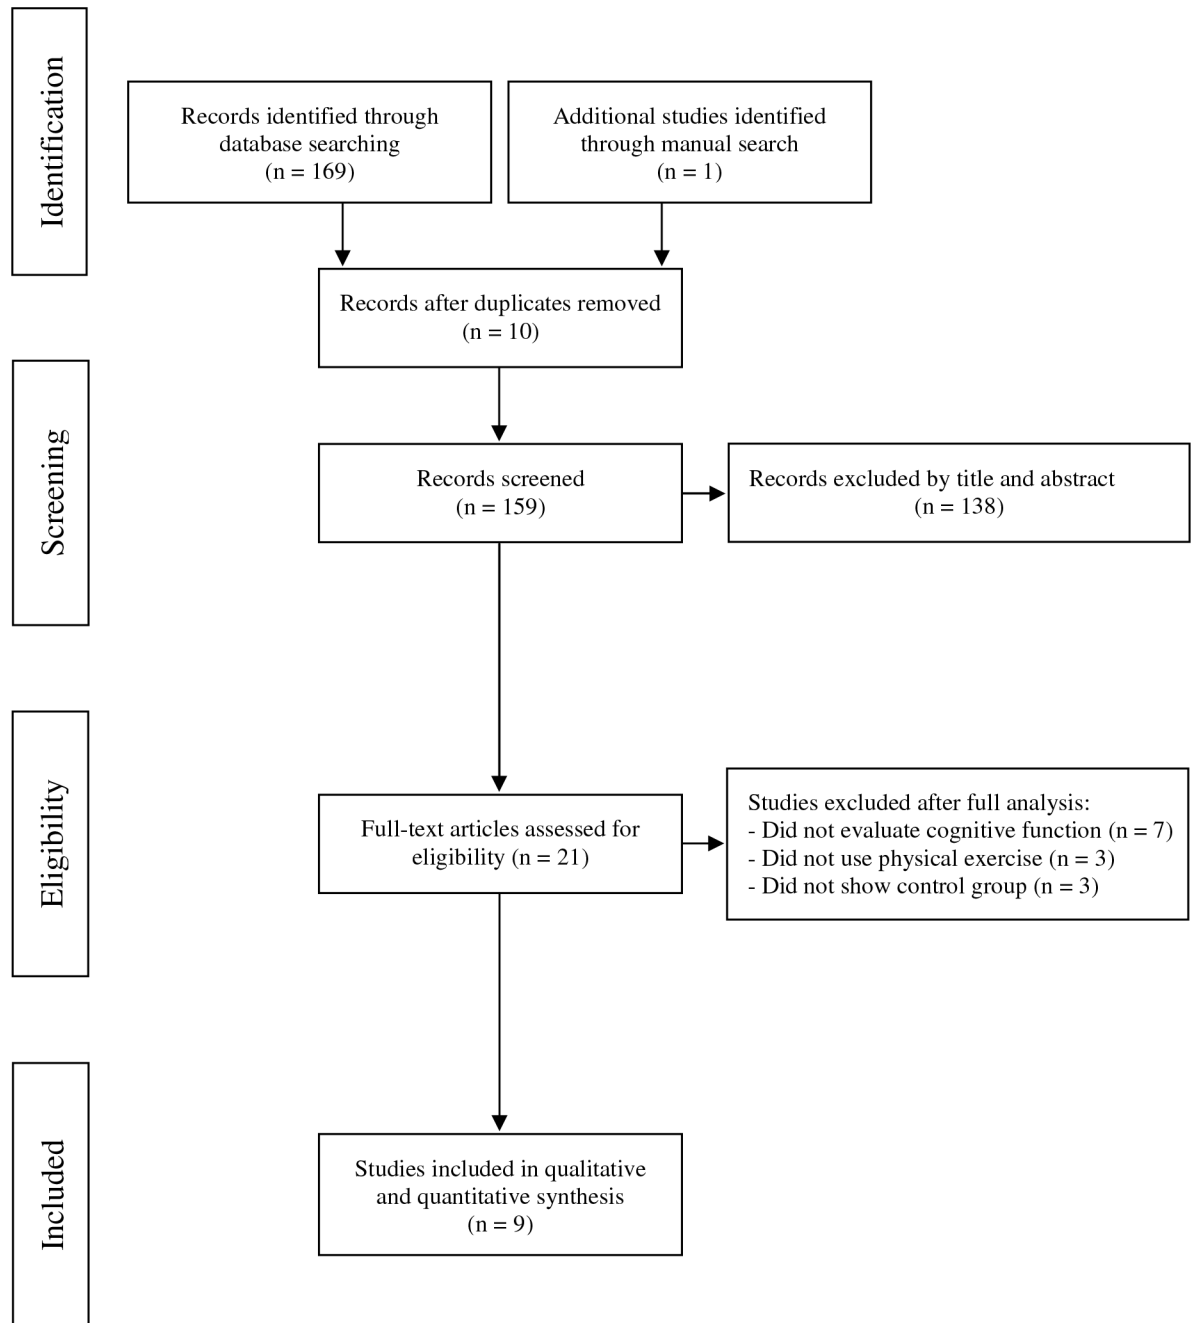 Identification
Records identified through
database searching
(n = 169)
Additional studies identified
through manual search
(n = 1)
Records after duplicates removed
(n = 10)
Screening
Records screened
(n = 159)
Records excluded by title and abstract
(n = 138)
Eligibility
Full-text articles assessed for
eligibility (n = 21)
Studies excluded after full analysis:
- Did not evaluate cognitive function (n = 7)
- Did not use physical exercise (n = 3)
- Did not show control group (n = 3)
Included
Studies included in qualitative
and quantitative synthesis
(n = 9)